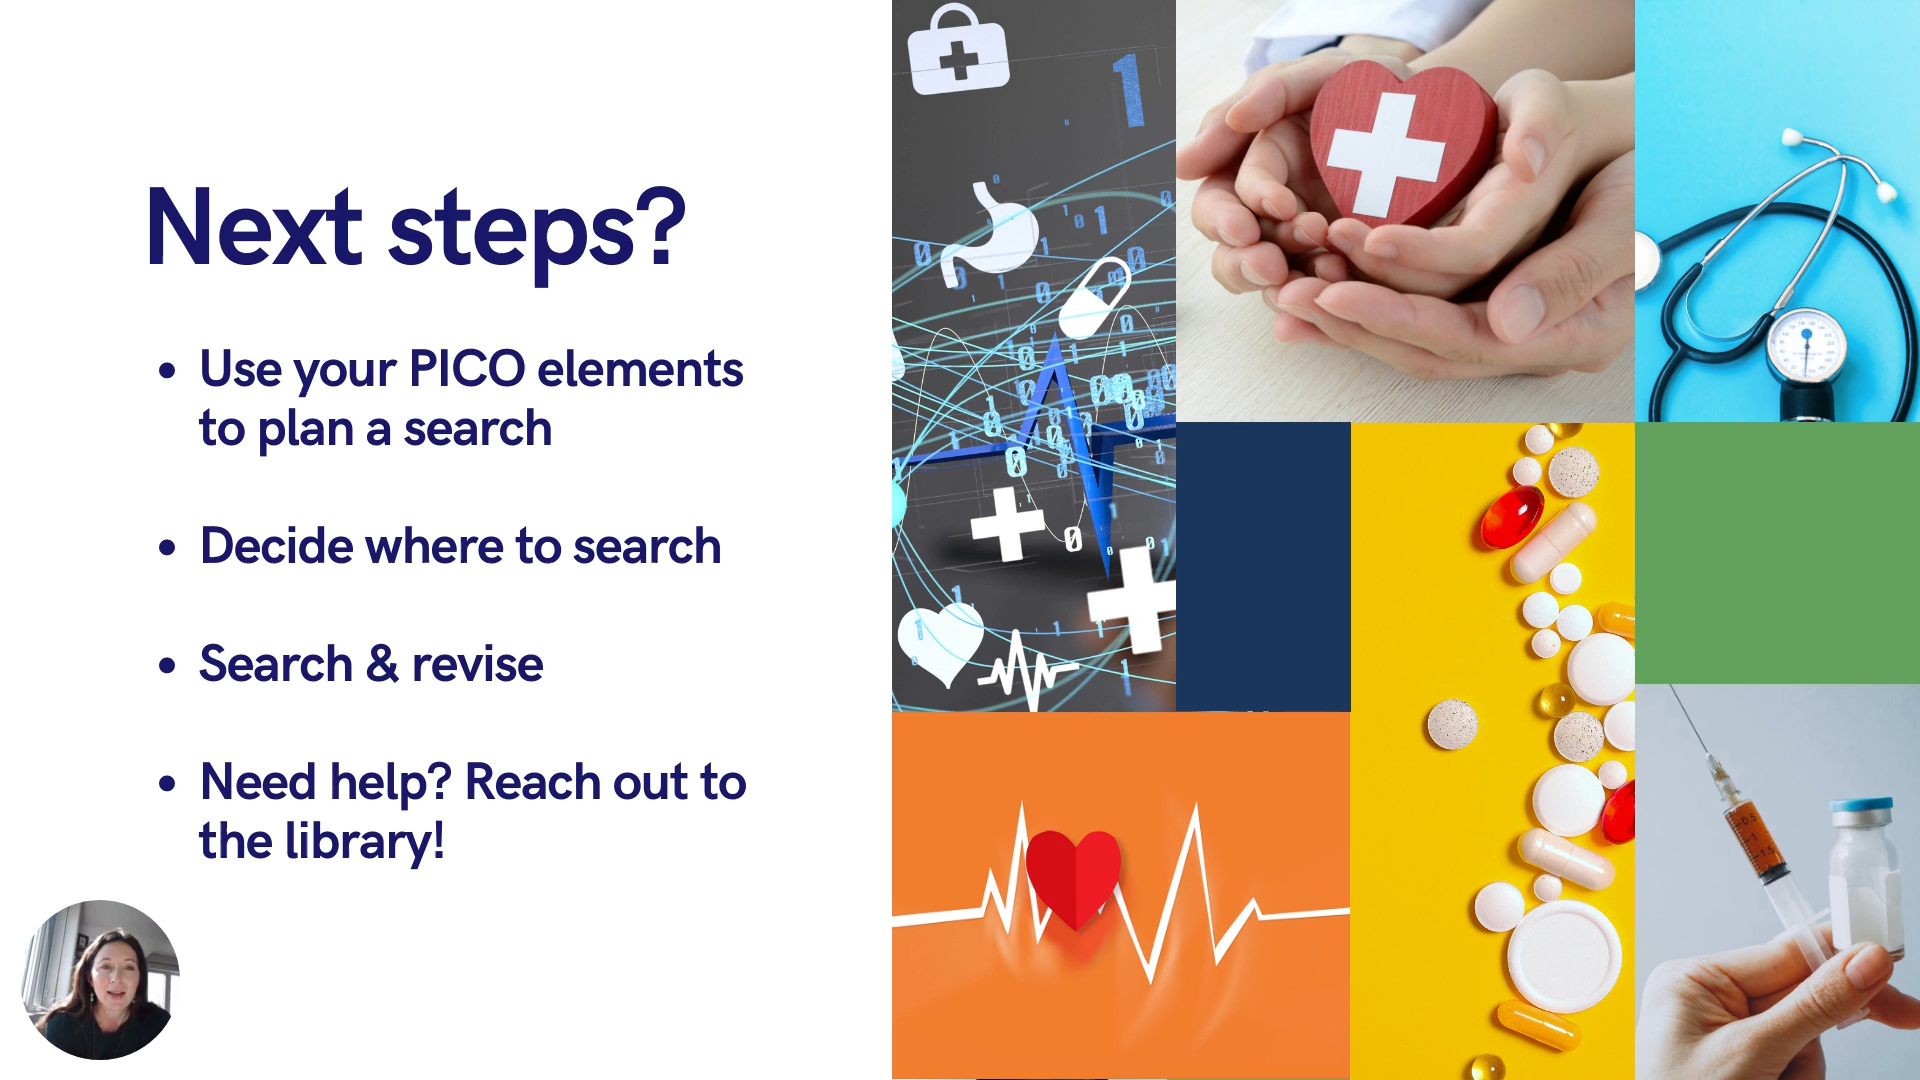 Next steps?
• Use your PICO elements
to plan a search
• Decide where to search
• Search & revise
• Need help? Reach out to
the library!